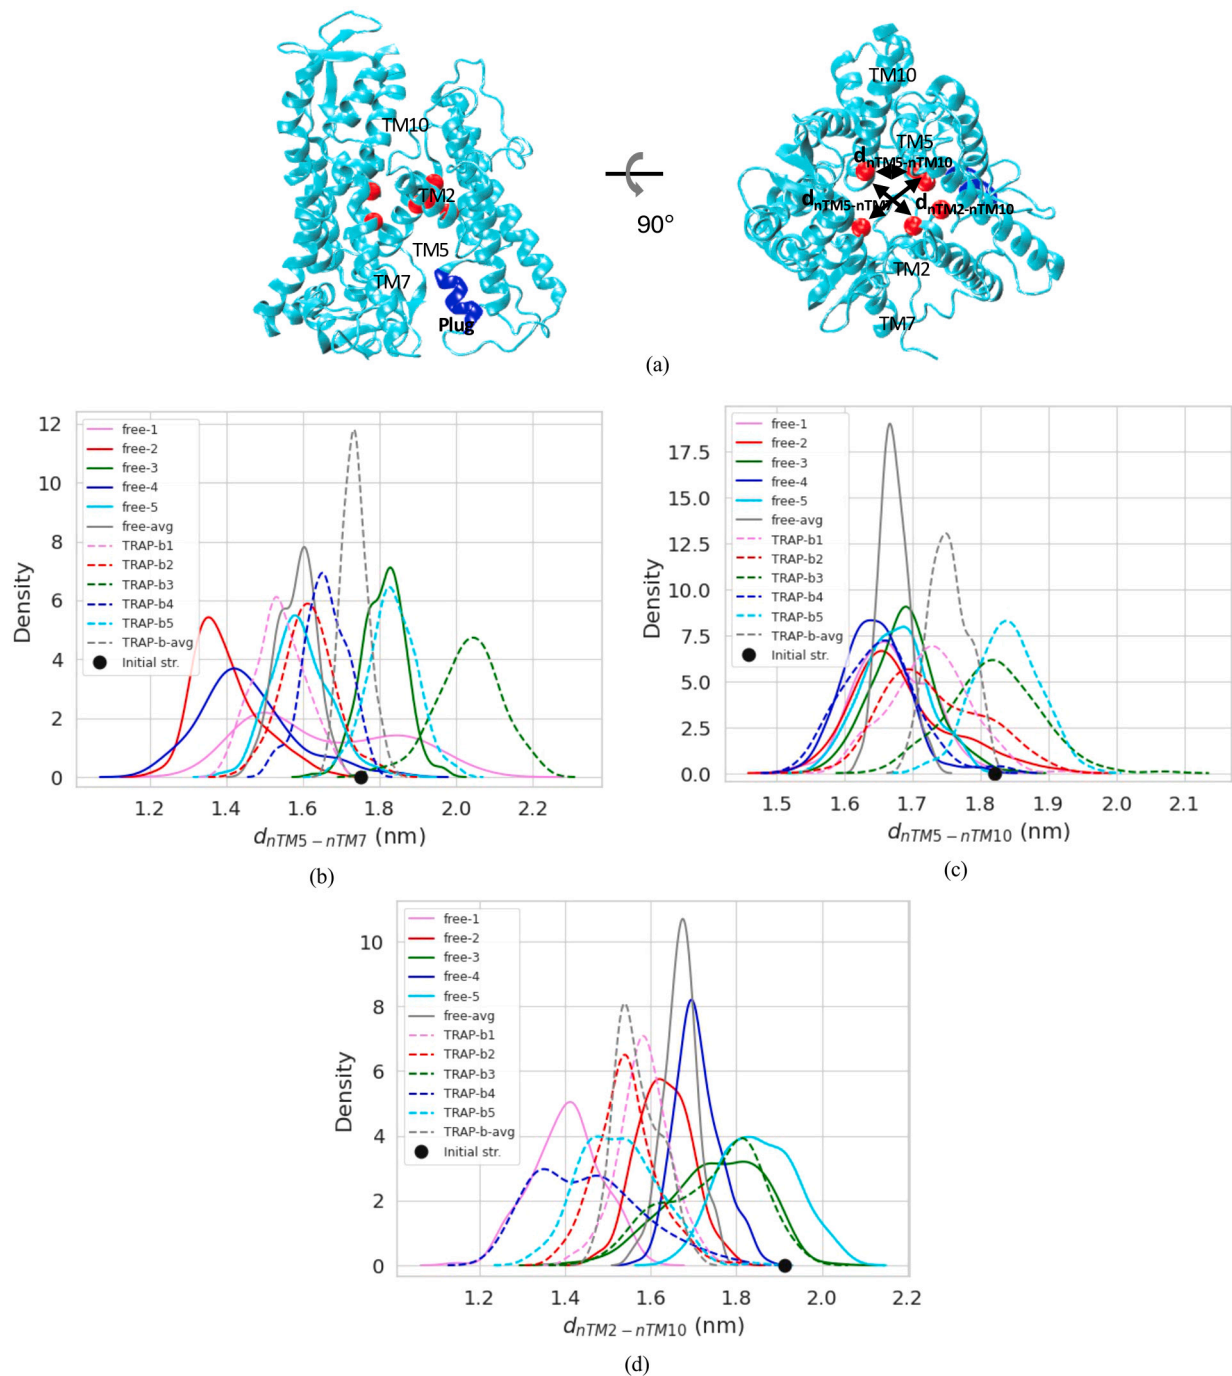 TM10
TM2
TM5
TM7
Plug
90°
TM10
TM5
dnTM5-nTM10
dnTM5-nTM7
dnTM2-nTM10
TM2
TM7
(a)
12
10
8
6
4
2
0
Density
free-1
free-2
free-3
free-4
free-5
free-avg
TRAP-b1
TRAP-b2
TRAP-b3
TRAP-b4
TRAP-b5
TRAP-b-avg
Initial str.
1.2 1.4 1.6 1.8 2.0 2.2
dnTM5 − nTM7 (nm)
(b)
17.5
15.0
12.5
10.0
7.5
5.0
2.5
0.0
Density
free-1
free-2
free-3
free-4
free-5
free-avg
TRAP-b1
TRAP-b2
TRAP-b3
TRAP-b4
TRAP-b5
TRAP-b-avg
Initial str.
1.5 1.6 1.7 1.8 1.9 2.0 2.1
dnTM5 − nTM10 (nm)
(c)
10
8
6
4
2
0
Density
free-1
free-2
free-3
free-4
free-5
free-avg
TRAP-b1
TRAP-b2
TRAP-b3
TRAP-b4
TRAP-b5
TRAP-b-avg
Initial str.
1.2 1.4 1.6 1.8 2.0 2.2
dnTM2 − nTM10 (nm)
(d)